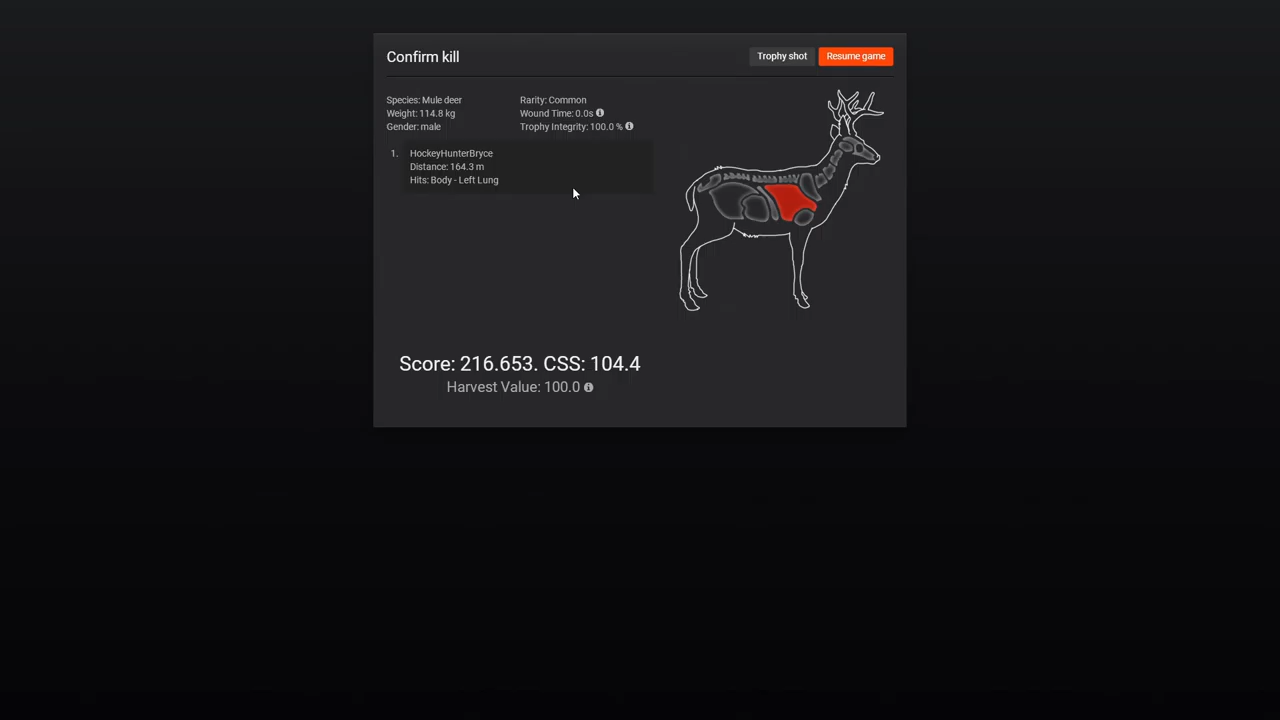 Confirm kill
Trophy shot
Resume game
Species: Mule deer
Weight: 114.8 kg
Gender: male
Rarity: Common
Wound Time: 0.0s
Trophy Integrity: 100.0 %
1.
HockeyHunterBryce
Distance: 164.3 m
Hits: Body - Left Lung
Score: 216.653. CSS: 104.4
Harvest Value: 100.0